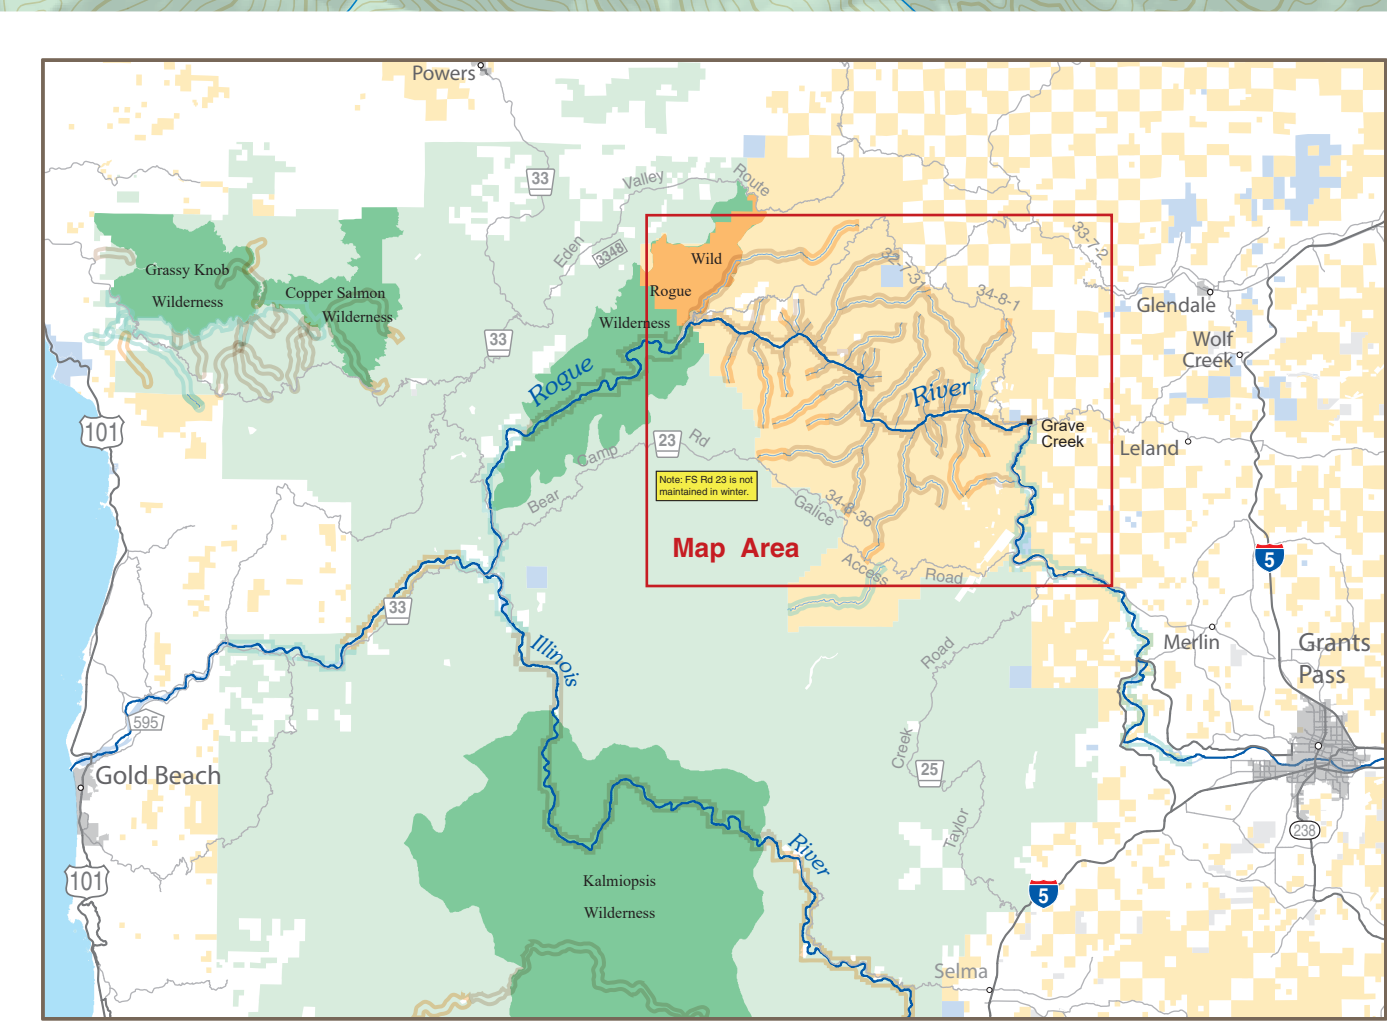 Powers
33
Valley
Route
Eden
3348
33-7-2
32-7-31
34-8-1
Grassy Knob
Wilderness
Copper Salmon
Wilderness
Wild
Rogue
Wilderness
Glendale
Wolf
Creek
33
Rogue
River
101
Grave
Creek
Leland
23
Rd
Camp
Bear
Note: FS Rd 23 is not
maintained in winter.
Galice
34-8-36
Map Area
Access
Road
5
33
Illinois
Road
Merlin
Grants
Pass
595
Gold Beach
Creek
25
Taylor
238
River
101
Kalmiopsis
Wilderness
5
Selma